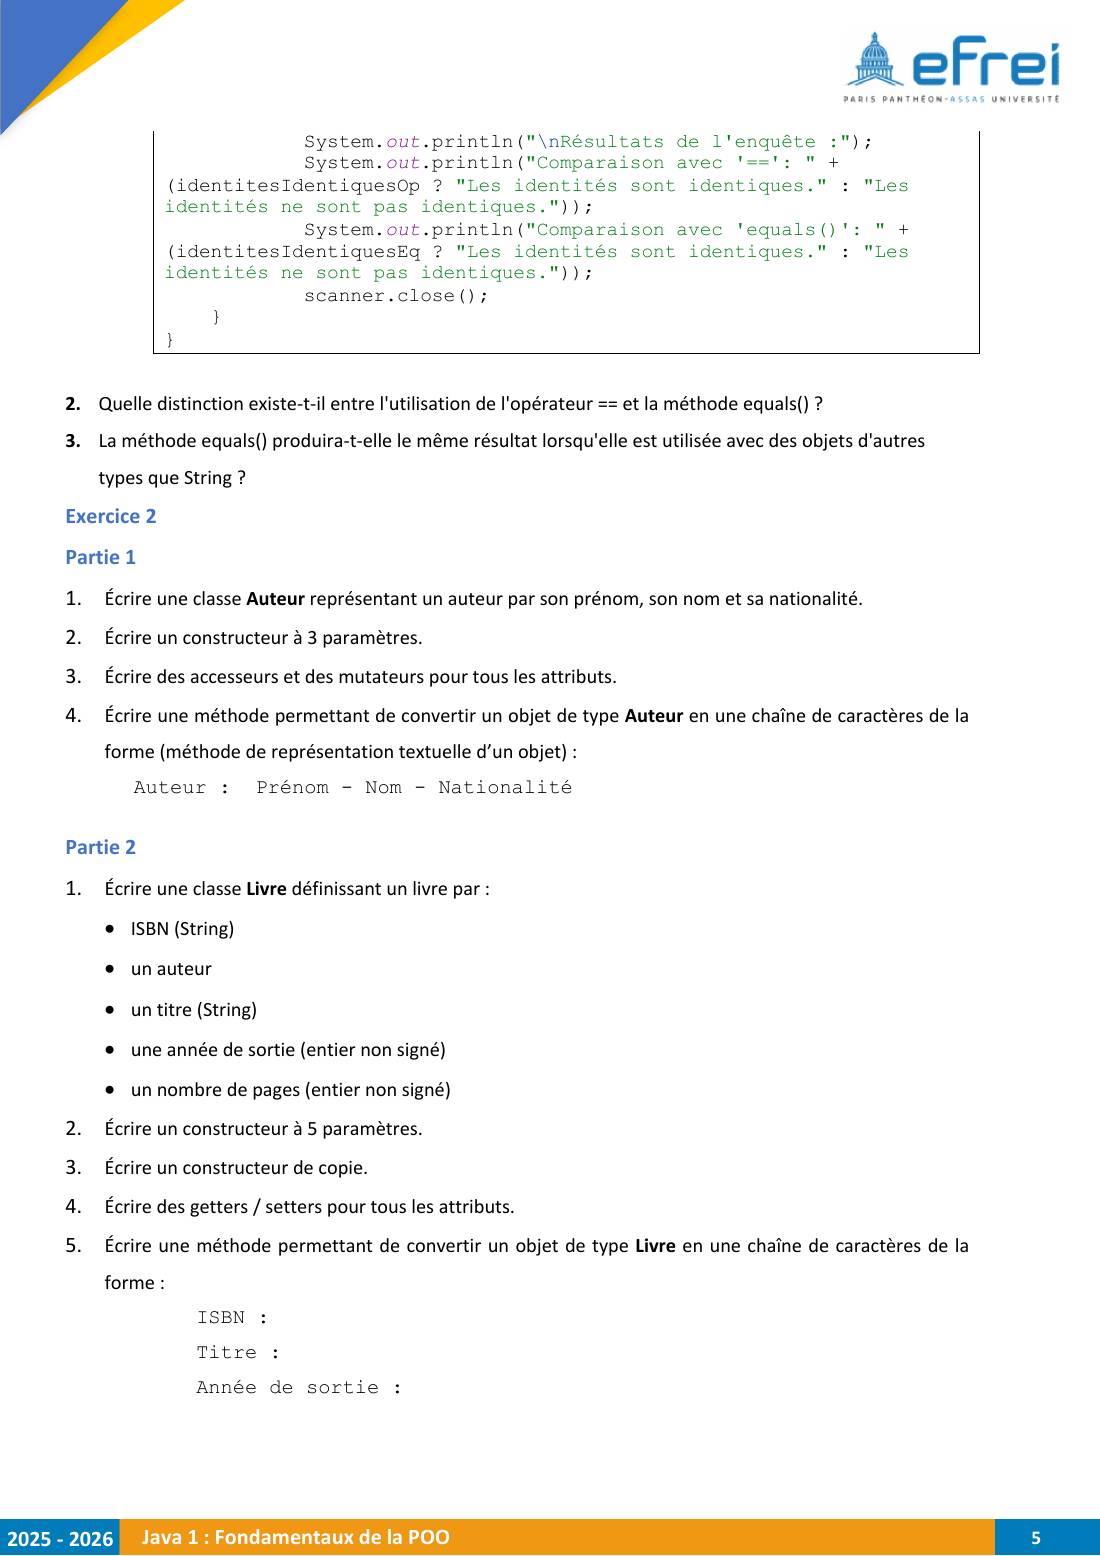 efrei
PARIS PANTHÉON-ASSAS UNIVERSITÉ
System.out.println("\nRésultats de l'enquête :");
System.out.println("Comparaison avec '==': " +
(identitesIdentiquesOp ? "Les identités sont identiques." : "Les
identités ne sont pas identiques."));
System.out.println("Comparaison avec 'equals()': " +
(identitesIdentiquesEq ? "Les identités sont identiques." : "Les
identités ne sont pas identiques."));
scanner.close();
}
}
2. Quelle distinction existe-t-il entre l'utilisation de l'opérateur == et la méthode equals() ?
3. La méthode equals() produira-t-elle le même résultat lorsqu'elle est utilisée avec des objets d'autres
types que String ?
Exercice 2
Partie 1
1. Écrire une classe Auteur représentant un auteur par son prénom, son nom et sa nationalité.
2. Écrire un constructeur à 3 paramètres.
3. Écrire des accesseurs et des mutateurs pour tous les attributs.
4. Écrire une méthode permettant de convertir un objet de type Auteur en une chaîne de caractères de la
forme (méthode de représentation textuelle d’un objet) :
Auteur : Prénom - Nom - Nationalité
Partie 2
1. Écrire une classe Livre définissant un livre par :
• ISBN (String)
• un auteur
• un titre (String)
• une année de sortie (entier non signé)
• un nombre de pages (entier non signé)
2. Écrire un constructeur à 5 paramètres.
3. Écrire un constructeur de copie.
4. Écrire des getters / setters pour tous les attributs.
5. Écrire une méthode permettant de convertir un objet de type Livre en une chaîne de caractères de la
forme :
ISBN :
Titre :
Année de sortie :
2025 - 2026 Java 1 : Fondamentaux de la POO 5